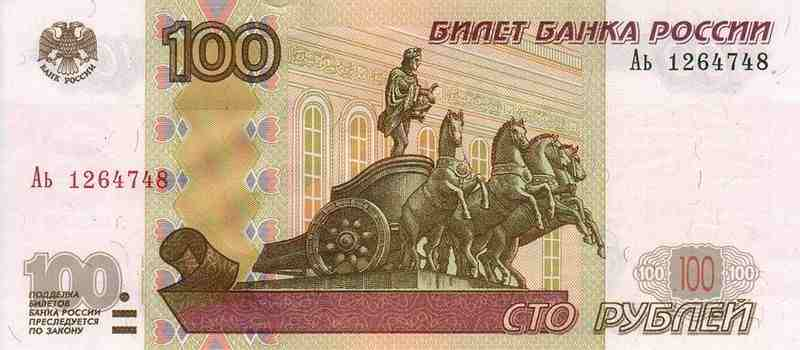 100
БИЛЕТ БАНКА РОССИИ
Аь 1264748
БАНК РОССИИ
Аь 1264748
100
ПОДДЕЛКА
БИЛЕТОВ
БАНКА РОССИИ
ПРЕСЛЕДУЕТСЯ
ПО ЗАКОНУ
100 100 100
СТО РУБЛЕЙ